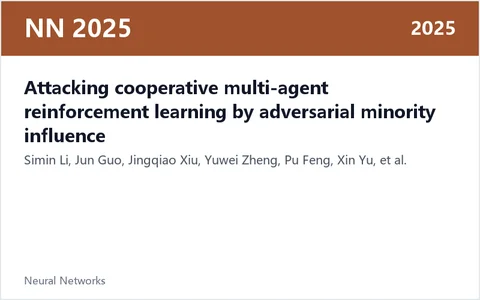 NN 2025
2025
Attacking cooperative multi-agent
reinforcement learning by adversarial minority
influence
Simin Li, Jun Guo, Jingqiao Xiu, Yuwei Zheng, Pu Feng, Xin Yu, et al.
Neural Networks